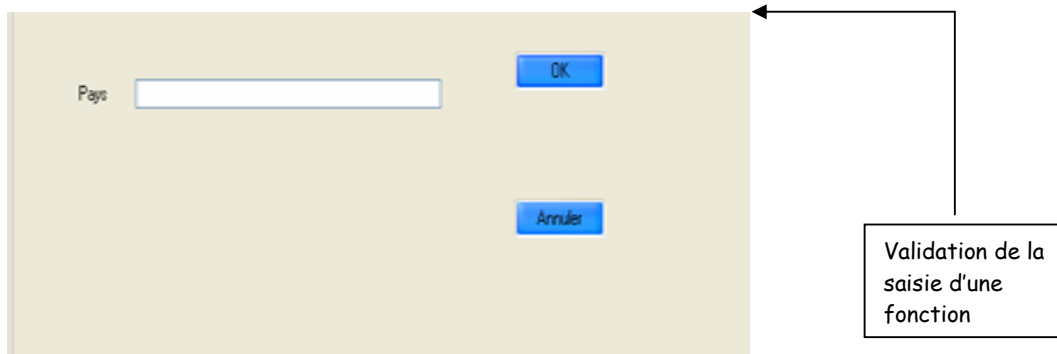 OK
Pays
Annuler
Validation de la
saisie d'une
fonction